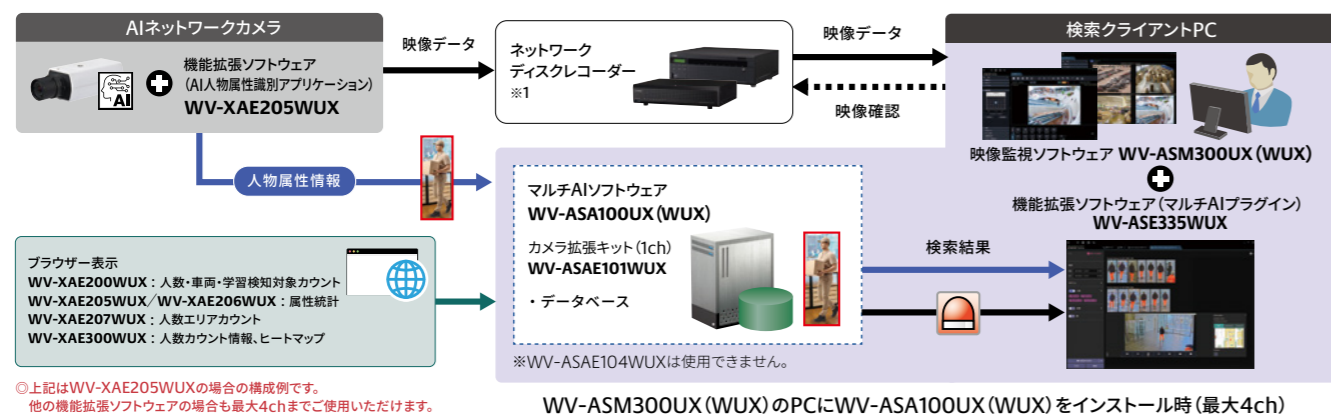 AIネットワークカメラ
AI
機能拡張ソフトウェア
(AI人物属性識別アプリケーション)
WV-XAE205WUX
映像データ
ネットワーク
ディスクレコーダー
※1
映像データ
映像確認
検索クライアントPC
映像監視ソフトウェア WV-ASM300UX(WUX)
機能拡張ソフトウェア(マルチAIプラグイン)
WV-ASE335WUX
人物属性情報
マルチAIソフトウェア
WV-ASA100UX(WUX)
カメラ拡張キット(1ch)
WV-ASAE101WUX
・データベース
※WV-ASAE104WUXは使用できません。
検索結果
ブラウザー表示
WV-XAE200WUX:人数・車両・学習検知対象カウント
WV-XAE205WUX/WV-XAE206WUX:属性統計
WV-XAE207WUX:人数エリアカウント
WV-XAE300WUX:人数カウント情報、ヒートマップ
◎上記はWV-XAE205WUXの場合の構成例です。
他の機能拡張ソフトウェアの場合も最大4chまでご使用いただけます。
WV-ASM300UX(WUX)のPCにWV-ASA100UX(WUX)をインストール時(最大4ch)